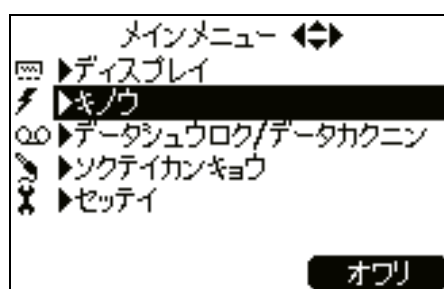 メインメニュー
ディスプレイ
キノウ
データシュウロク/データカクニン
ソクテイカンキョウ
セッテイ
オワリ